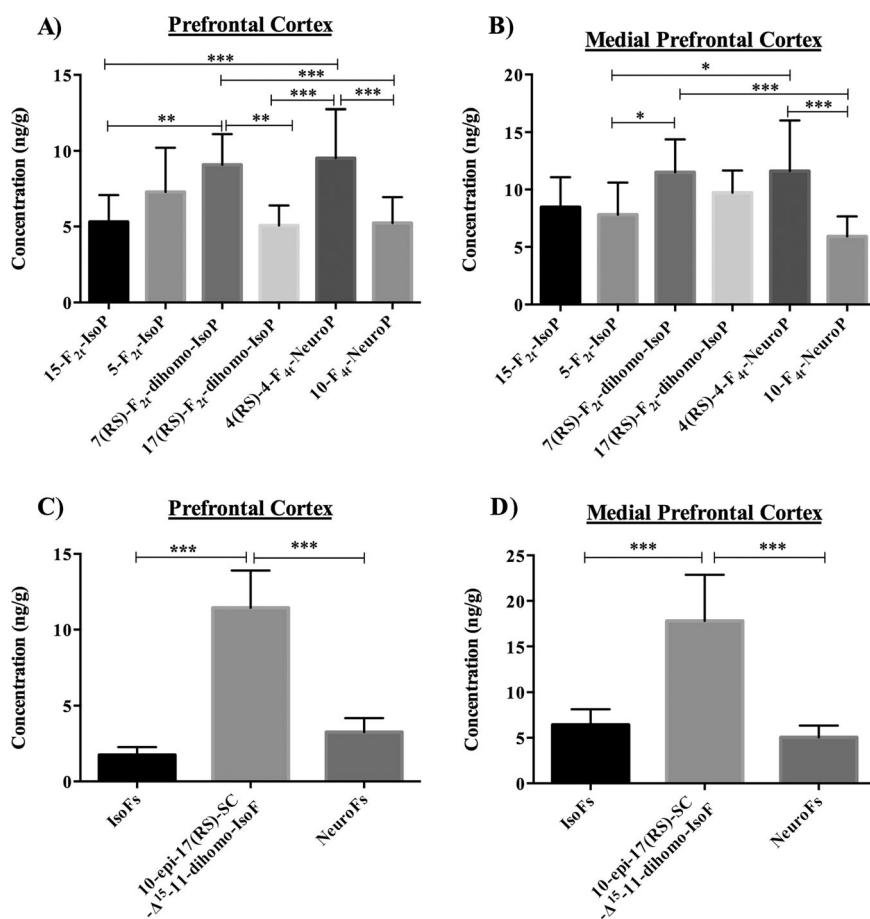 A)
Prefrontal Cortex
***
***
***
***
**
**
Concentration (ng/g)
15
10
5
0
15-F2t-IsoP
5-F2t-IsoP
7(RS)-F2t-dihomo-IsoP
17(RS)-F2t-dihomo-IsoP
4(RS)-4-F4t-NeuroP
10-F4t-NeuroP
B)
Medial Prefrontal Cortex
*
***
***
*
Concentration (ng/g)
20
15
10
5
0
15-F2t-IsoP
5-F2t-IsoP
7(RS)-F2t-dihomo-IsoP
17(RS)-F2t-dihomo-IsoP
4(RS)-4-F4t-NeuroP
10-F4t-NeuroP
C)
Prefrontal Cortex
***
***
Concentration (ng/g)
15
10
5
0
IsoFs
10-epi-17(RS)-SC
-Δ15-11-dihomo-IsoF
NeuroFs
D)
Medial Prefrontal Cortex
***
***
Concentration (ng/g)
25
20
15
10
5
0
IsoFs
10-epi-17(RS)-SC
-Δ15-11-dihomo-IsoF
NeuroFs